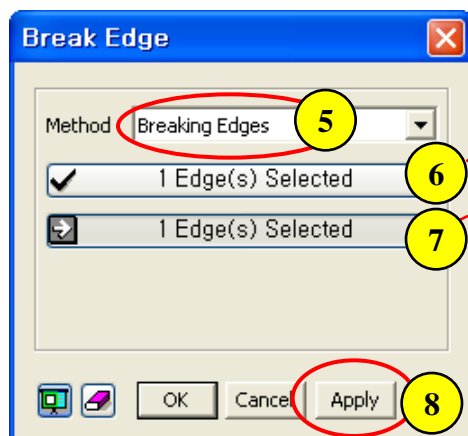 Break Edge
Method Breaking Edges 5
1 Edge(s) Selected 6
1 Edge(s) Selected 7
OK Cancel Apply 8